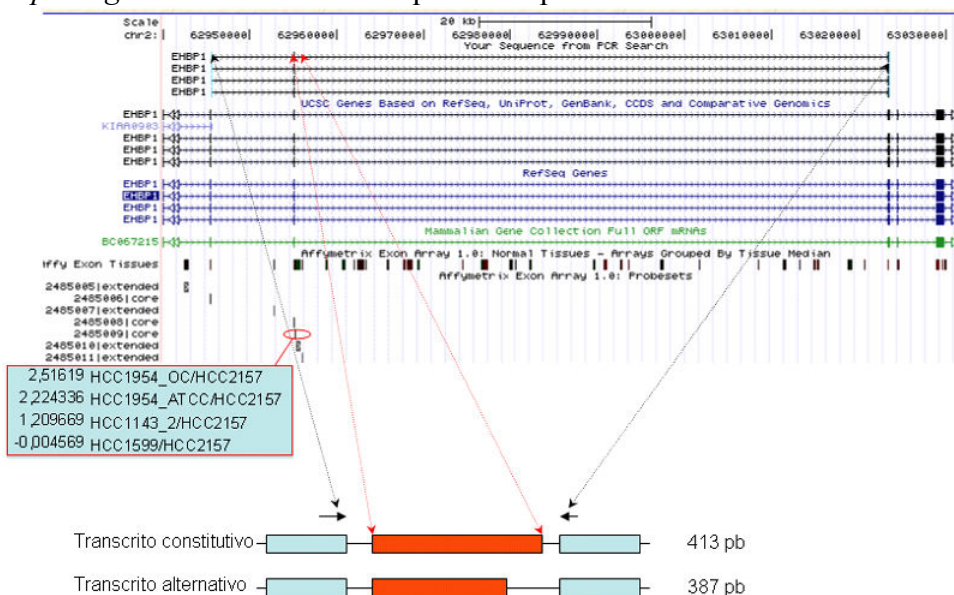 Scale 20 kb
chr2: 62950000 62960000 62970000 62980000 62990000 63000000 63010000 63020000 63030000
Your Sequence from PCR Search
EHBP1
EHBP1
EHBP1
EHBP1
UCSC Genes Based on RefSeq, UniProt, GenBank, CCDS and Comparative Genomics
EHBP1
KIAA0903
EHBP1
EHBP1
EHBP1
RefSeq Genes
EHBP1
EHBP1
EHBP1
EHBP1
Mammalian Gene Collection Full ORF mRNAs
BC067215
Affymetrix Exon Array 1.0: Normal Tissues - Arrays Grouped By Tissue Median
ffy Exon Tissues
Affymetrix Exon Array 1.0: Probesets
2485005|extended
2485006|core
2485007|extended
2485008|core
2485009|core
2485010|extended
2485011|extended
2,51619 HCC1954_OC/HCC2157
2,224336 HCC1954_ATCC/HCC2157
1,209669 HCC1143_2/HCC2157
-0,004569 HCC1599/HCC2157
Transcrito constitutivo 413 pb
Transcrito alternativo 387 pb